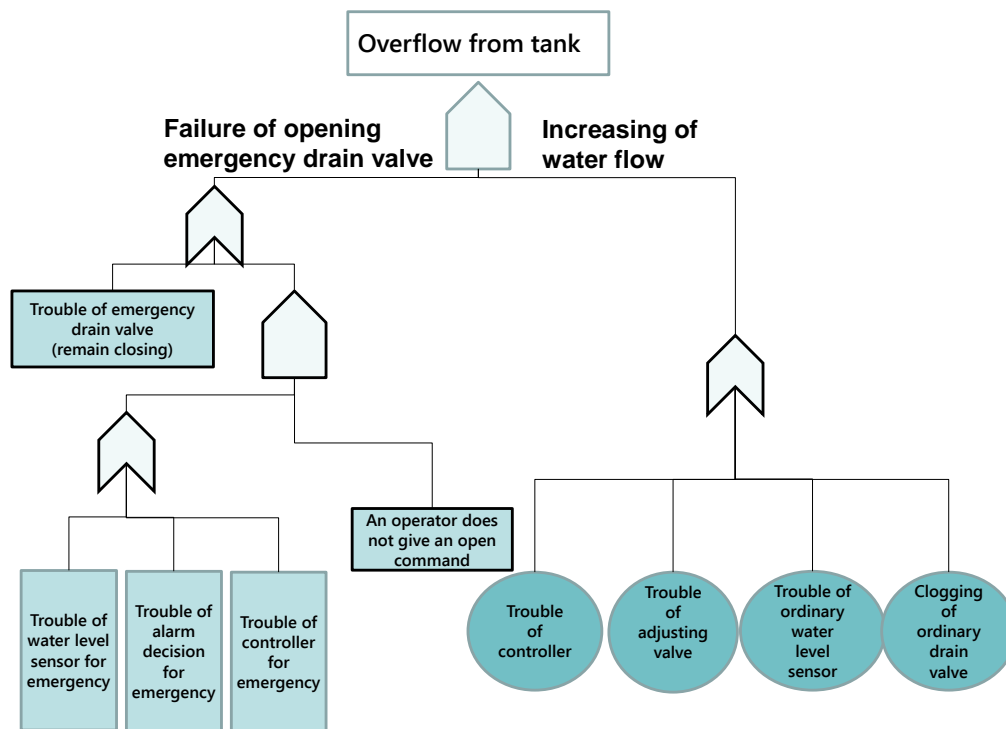 Overflow from tank
Failure of opening
emergency drain valve
Increasing of
water flow
Trouble of emergency
drain valve
(remain closing)
An operator does
not give an open
command
Trouble of
water level
sensor for
emergency
Trouble of
alarm
decision
for
emergency
Trouble of
controller
for
emergency
Trouble
of
controller
Trouble
of
adjusting
valve
Trouble of
ordinary
water
level
sensor
Clogging
of
ordinary
drain
valve